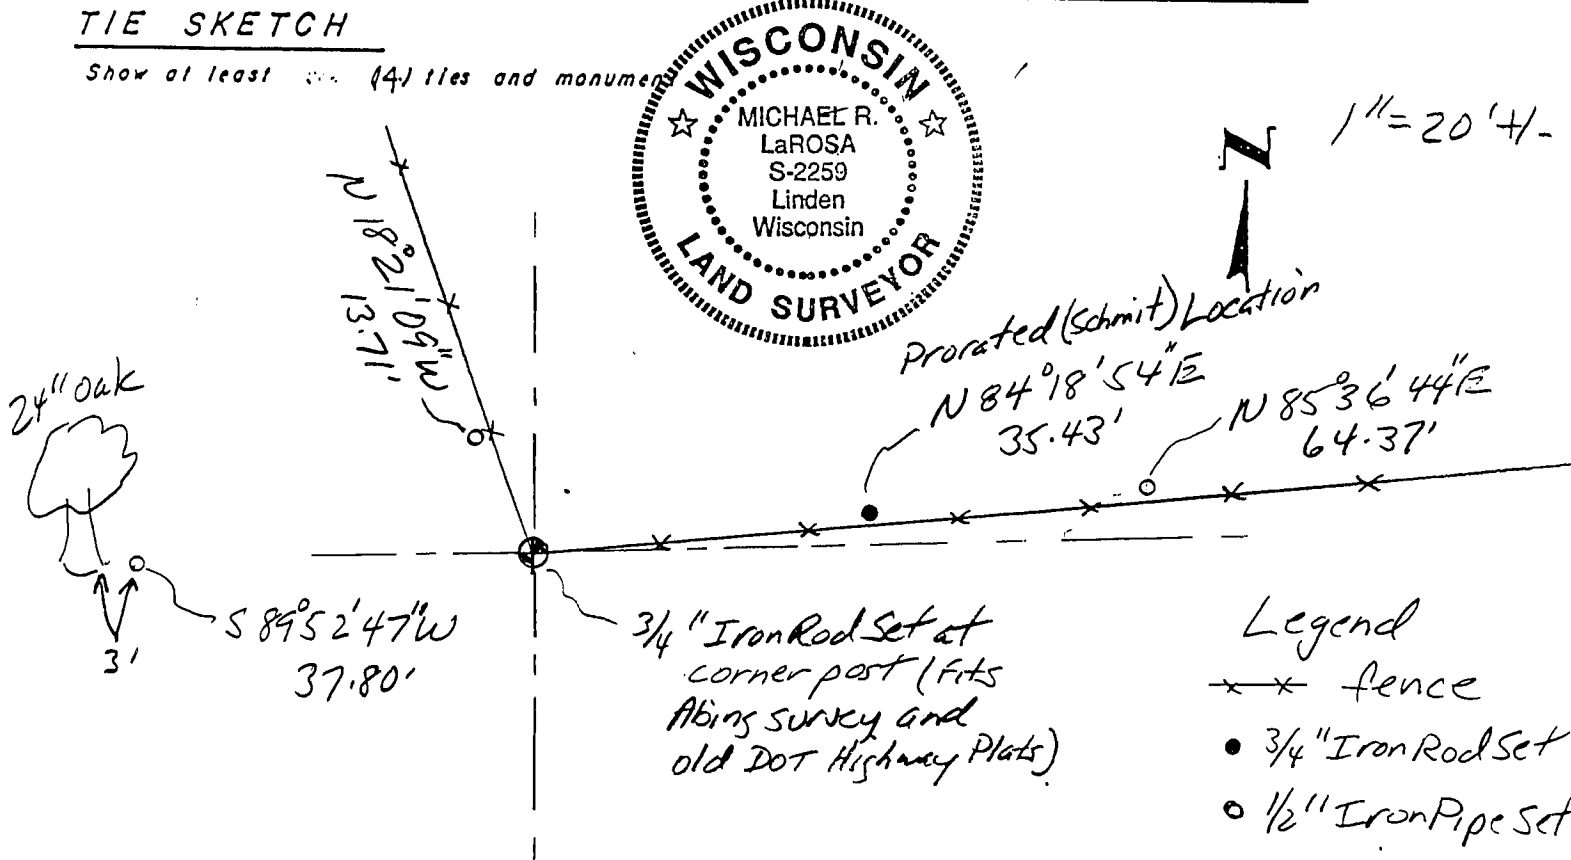 TIE SKETCH
Show at least (4) ties and monument
WISCONSIN
MICHAEL R.
LaROSA
S-2259
Linden
Wisconsin
LAND SURVEYOR
N
1"=20'+/-
N 18°21'09"W
13.71'
Prorated (Schmit) Location
N 84°18'54"E
35.43'
N 85°36'44"E
64.37'
24" Oak
3'
S 89°52'47"W
37.80'
3/4" Iron Rod Set at
corner post (Fits
Abing survey and
old DOT Highway Plats)
Legend
fence
3/4" Iron Rod Set
1/2" Iron Pipe Set